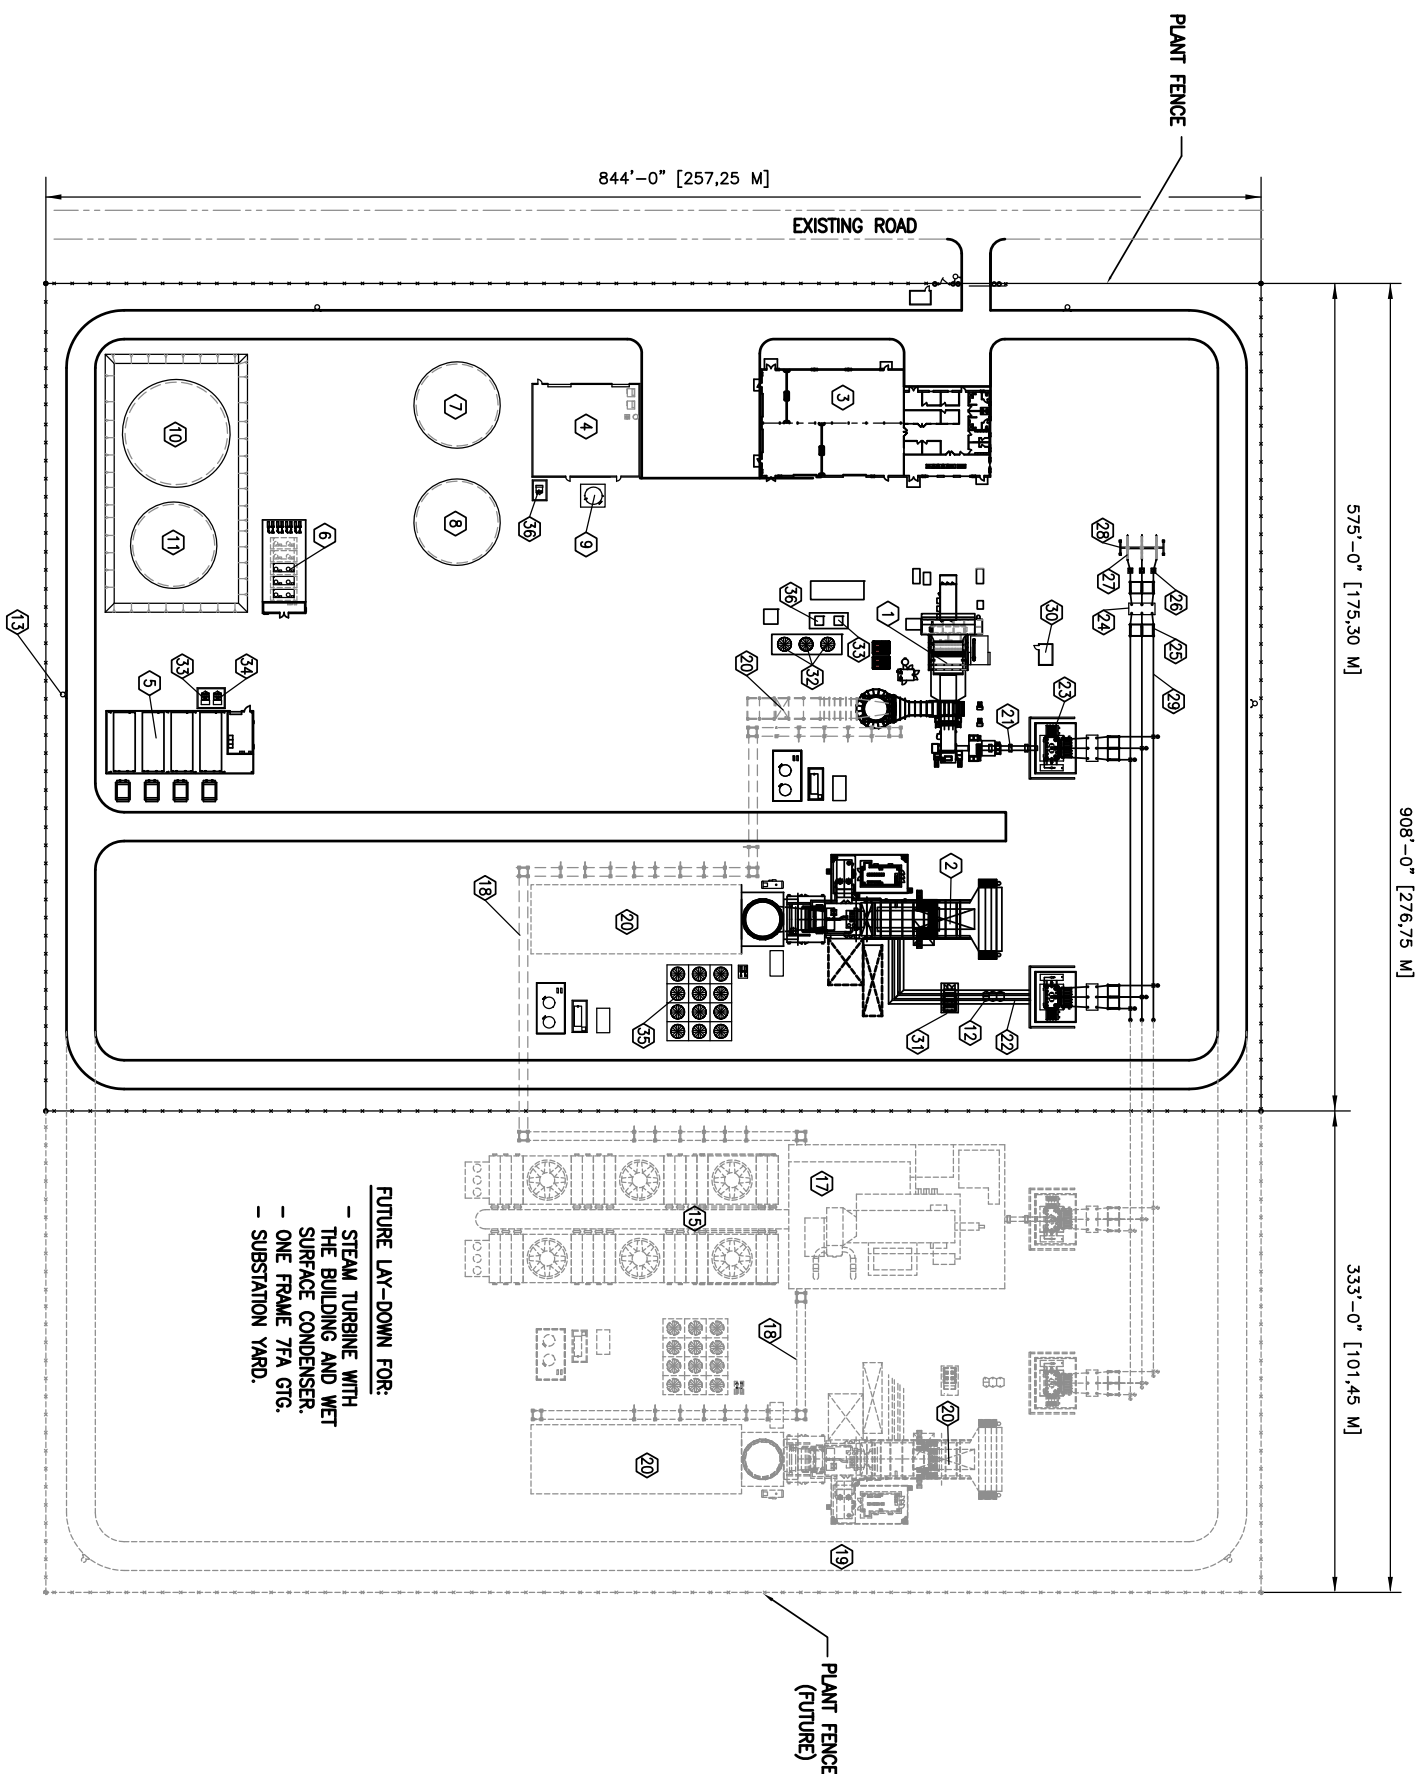 PLANT FENCE
844'-0" [257,25 M]
EXISTING ROAD
575'-0" [175,30 M]
908'-0" [276,75 M]
333'-0" [101,45 M]
3
4
7
8
9
36
10
11
6
13
5
33
34
28
27
26
24
25
29
30
1
36
33
32
20
23
21
2
18
20
35
31
12
22
17
15
18
20
20
19
FUTURE LAY-DOWN FOR:
- STEAM TURBINE WITH
THE BUILDING AND WET
SURFACE CONDENSER.
- ONE FRAME 7FA GTG.
- SUBSTATION YARD.
PLANT FENCE
(FUTURE)